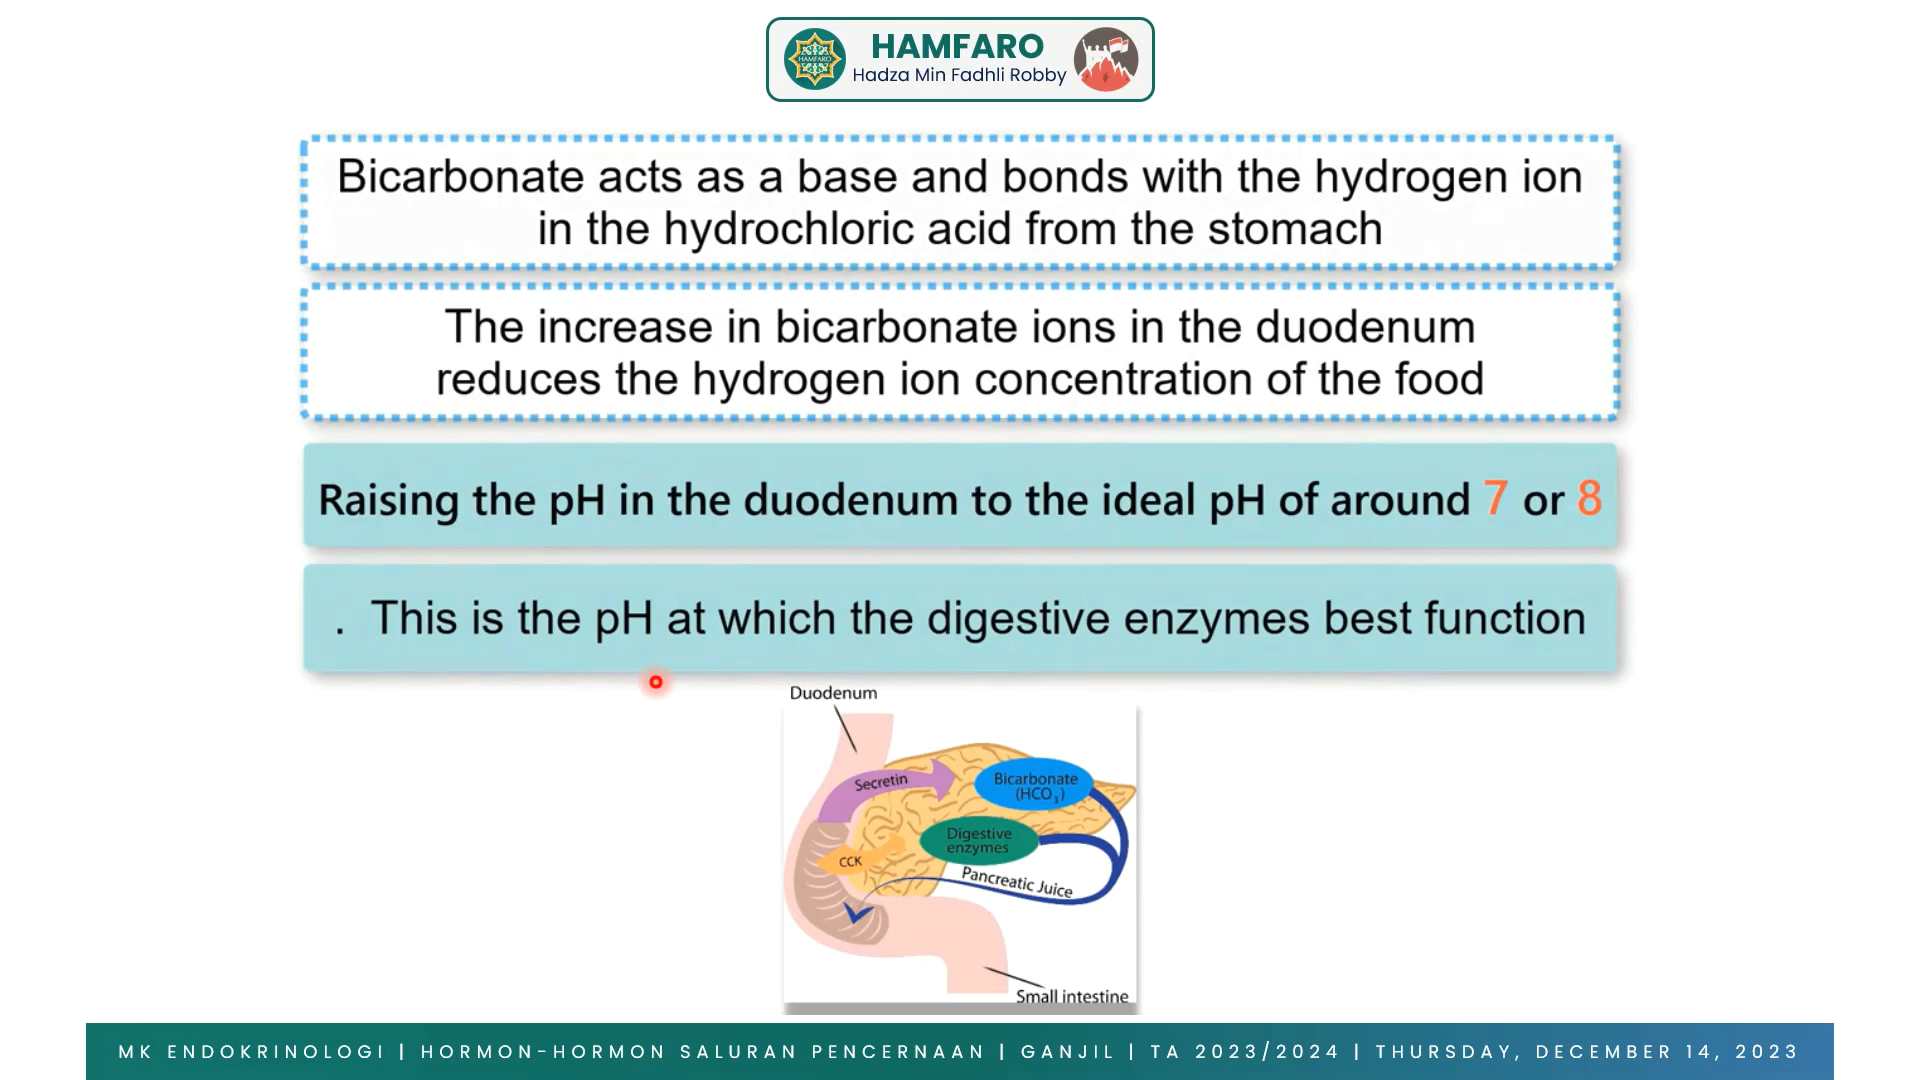 HAMFARO
HAMFARO
Hadza Min Fadhli Robby
Bicarbonate acts as a base and bonds with the hydrogen ion
in the hydrochloric acid from the stomach
The increase in bicarbonate ions in the duodenum
reduces the hydrogen ion concentration of the food
Raising the pH in the duodenum to the ideal pH of around 7 or 8
. This is the pH at which the digestive enzymes best function
Duodenum
Secretin
Bicarbonate
(HCO₃)
Digestive
enzymes
CCK
Pancreatic Juice
Small intestine
MK ENDOKRINOLOGI | HORMON-HORMON SALURAN PENCERNAAN | GANJIL | TA 2023/2024 | THURSDAY, DECEMBER 14, 2023